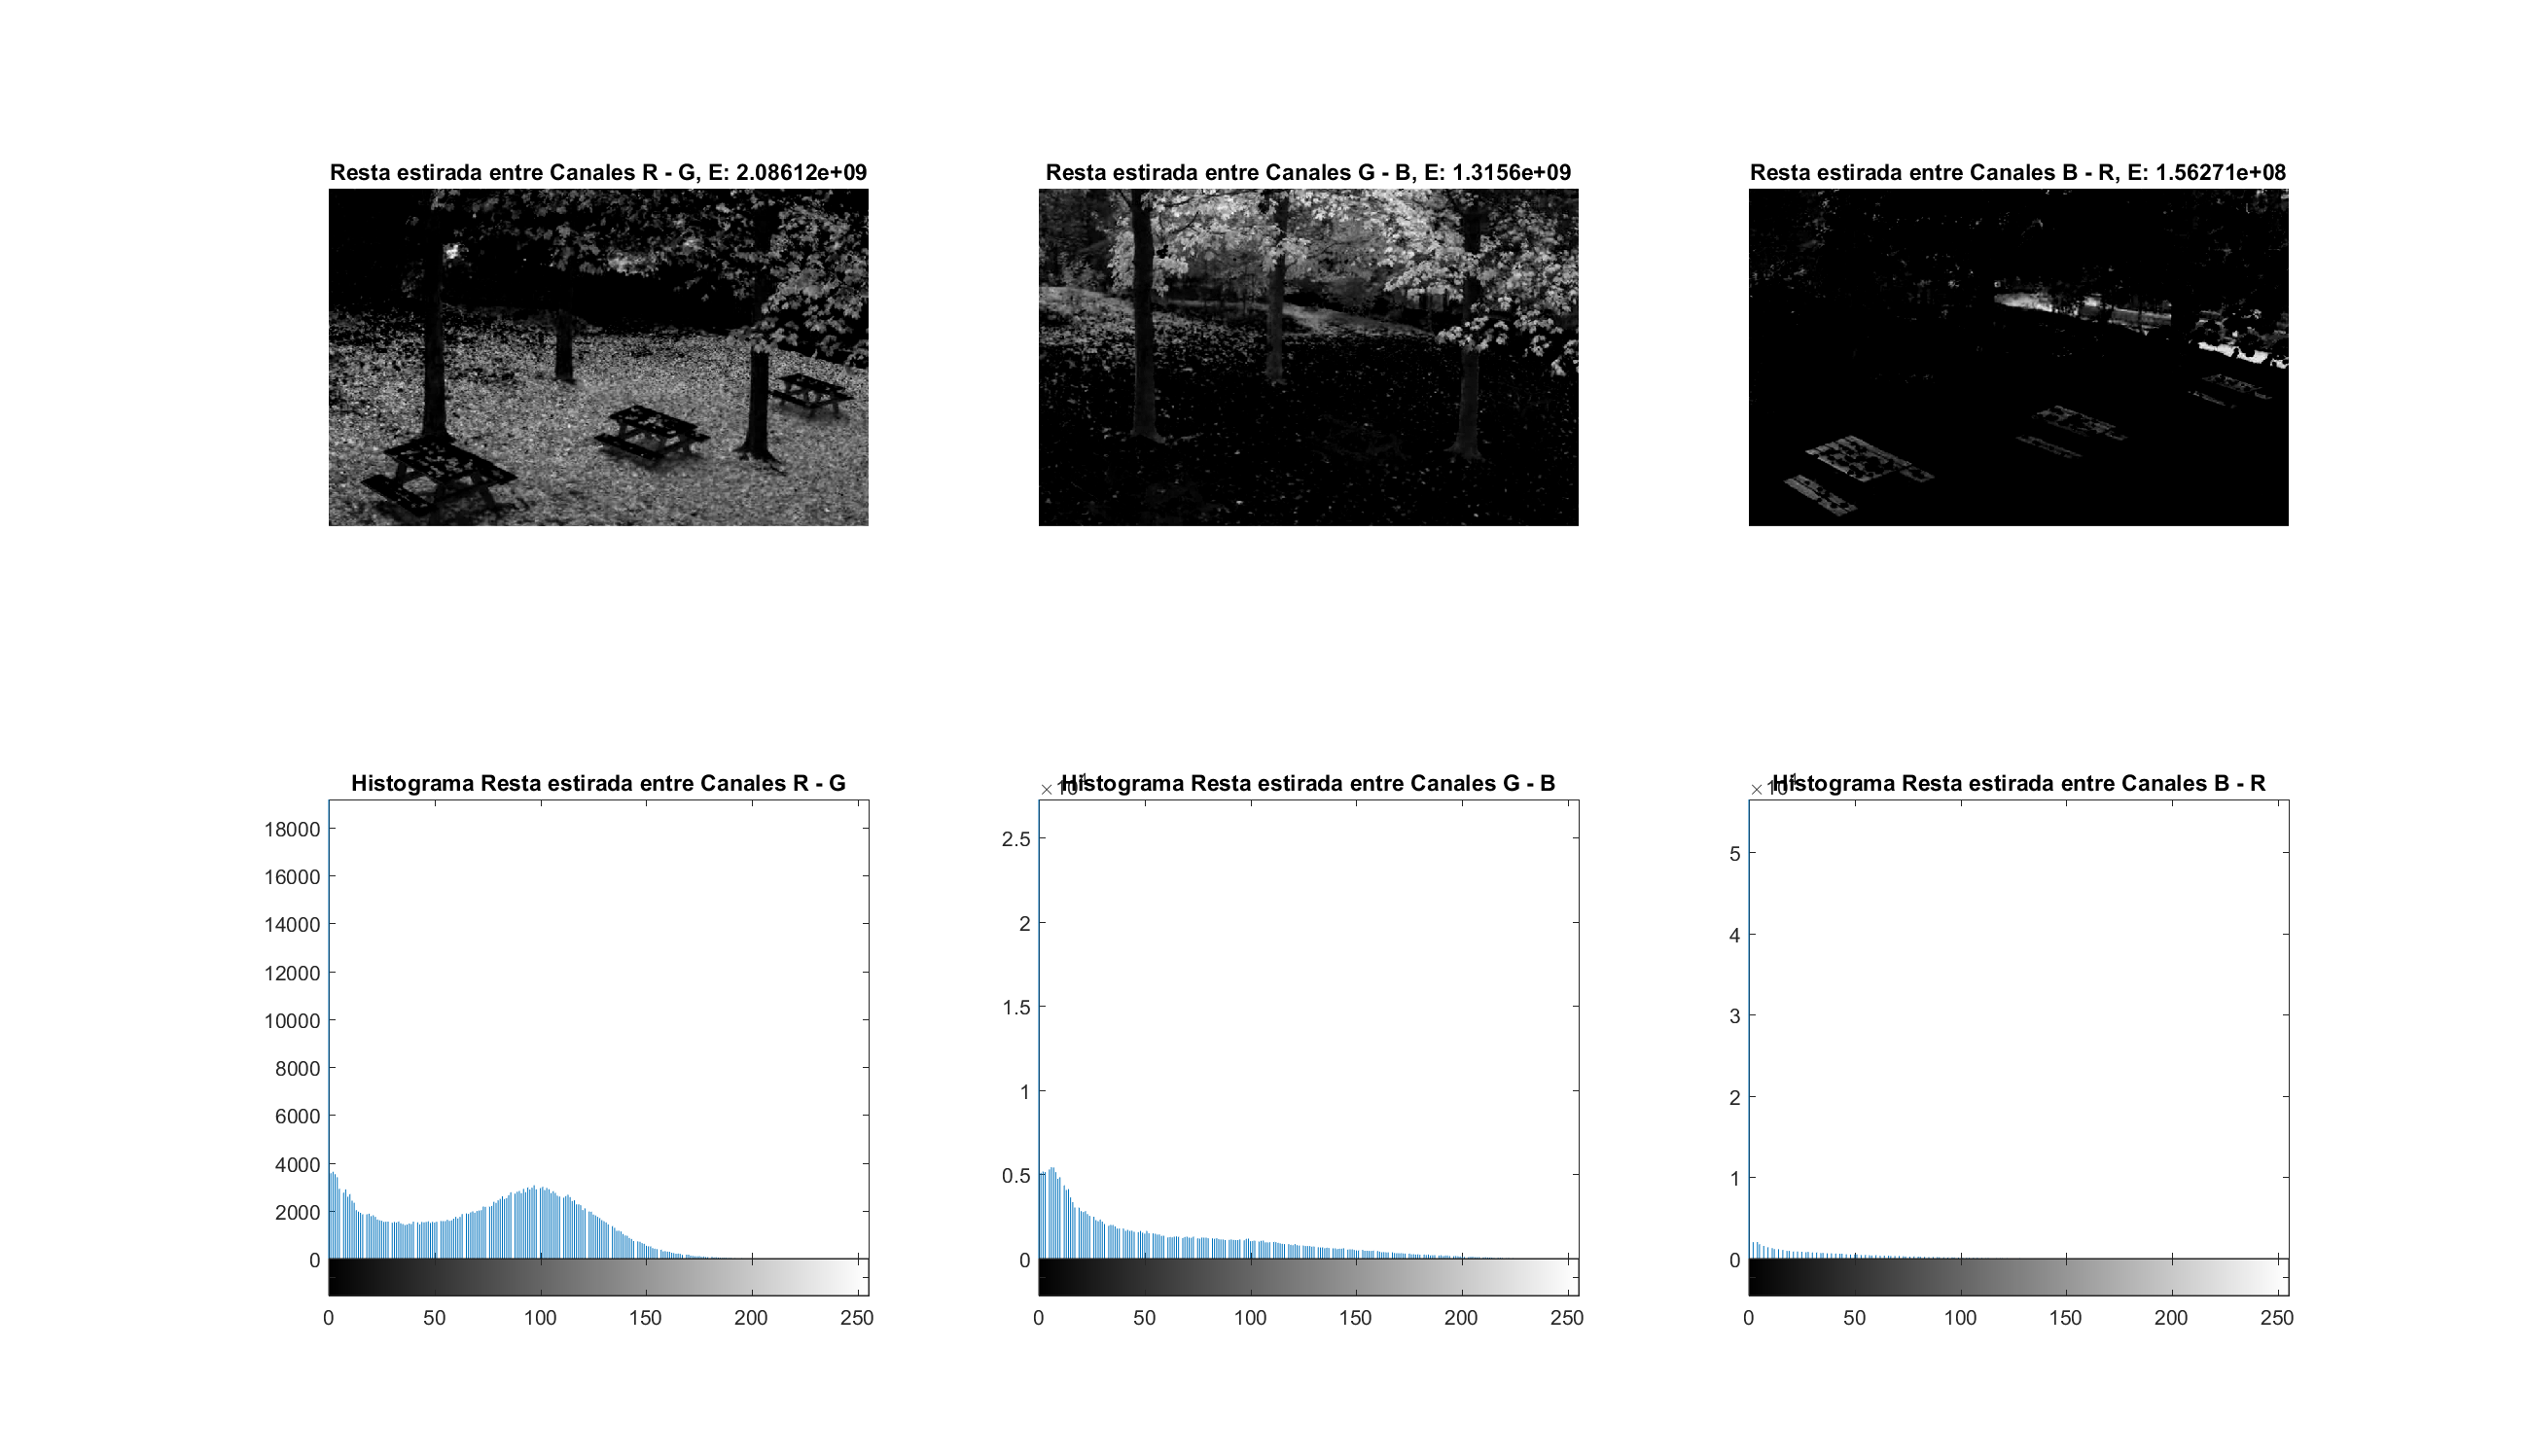 Resta estirada entre Canales R - G, E: 2.08612e+09
Resta estirada entre Canales G - B, E: 1.3156e+09
Resta estirada entre Canales B - R, E: 1.56271e+08
Histograma Resta estirada entre Canales R - G
18000
16000
14000
12000
10000
8000
6000
4000
2000
0
0 50 100 150 200 250
Histograma Resta estirada entre Canales G - B
× 10
2.5
2
1.5
1
0.5
0
0 50 100 150 200 250
Histograma Resta estirada entre Canales B - R
× 10
5
4
3
2
1
0
0 50 100 150 200 250